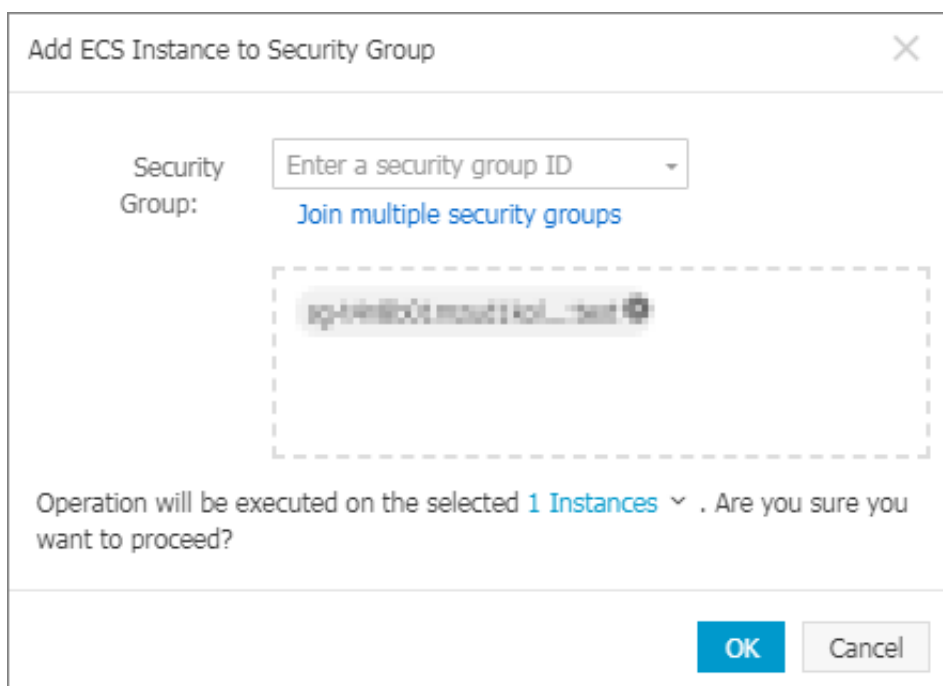 Add ECS Instance to Security Group
Security
Group:
Enter a security group ID
Join multiple security groups
Operation will be executed on the selected 1 Instances . Are you sure you
want to proceed?
OK
Cancel